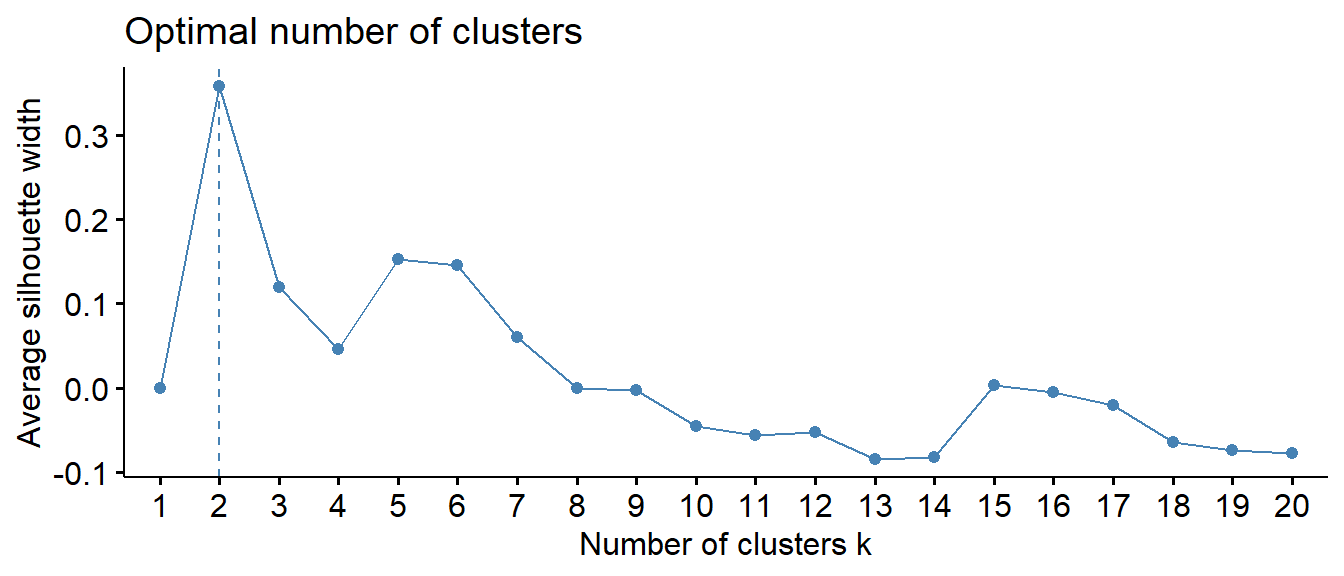 Optimal number of clusters
Average silhouette width
0.3
0.2
0.1
0.0
-0.1
1 2 3 4 5 6 7 8 9 10 11 12 13 14 15 16 17 18 19 20
Number of clusters k